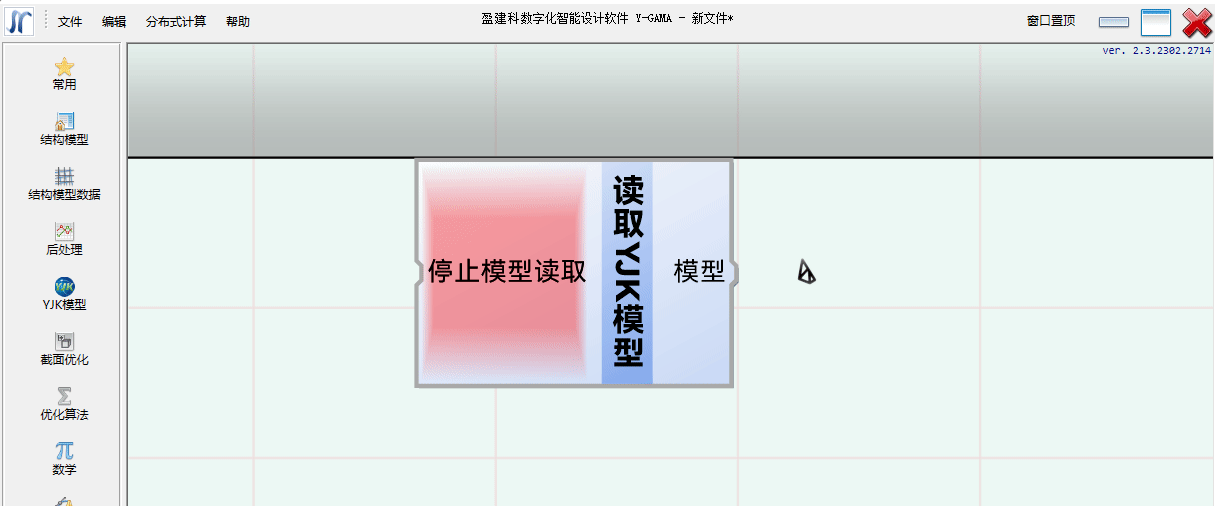 文件 编辑 分布式计算 帮助 盈建科数字化智能设计软件 Y-GAMA - 新文件* 窗口置顶
ver. 2.3.2302.2714
常用
结构模型
结构模型数据
后处理
YJK
YJK模型
截面优化
优化算法
数学
停止模型读取
读取YJK模型
模型